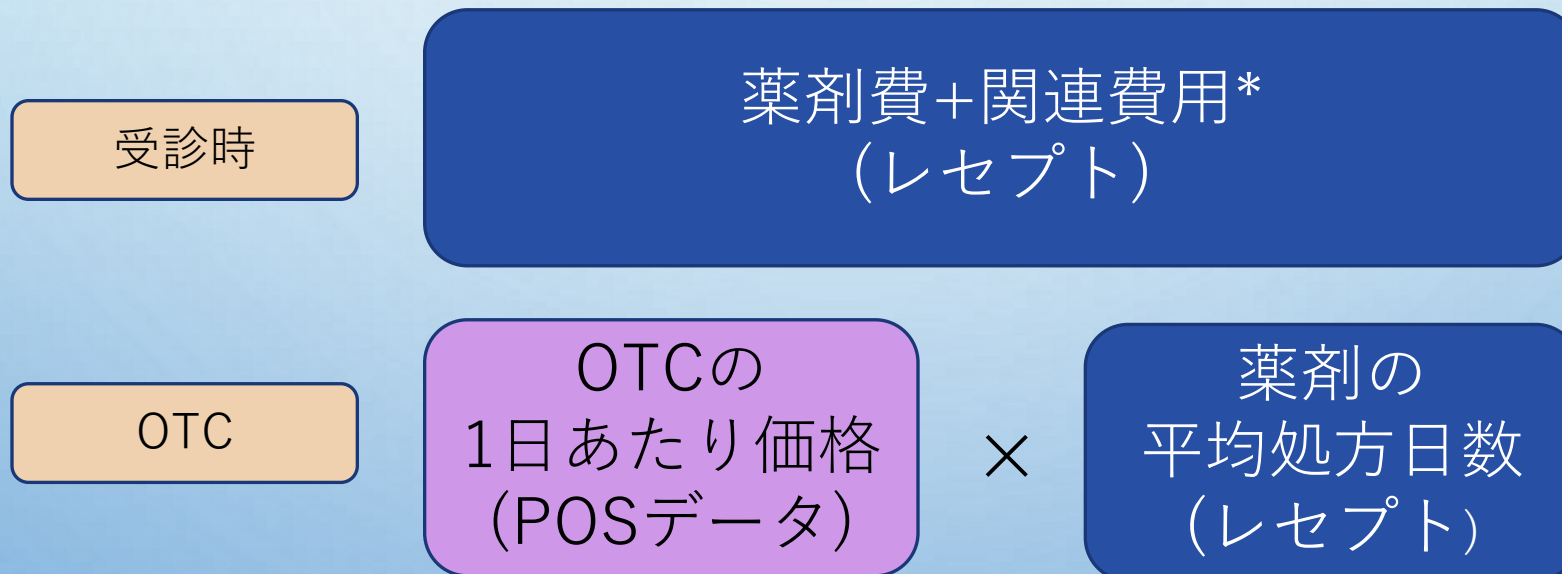 受診時
薬剤費+関連費用*
(レセプト)
OTC
OTCの
1日あたり価格
(POSデータ)
×
薬剤の
平均処方日数
(レセプト)